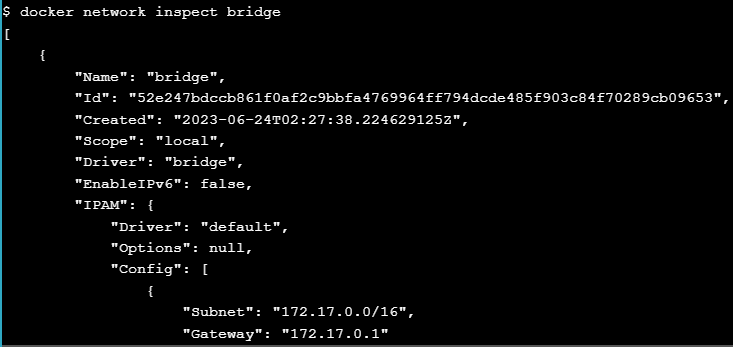 $ docker network inspect bridge
[
    {
        "Name": "bridge",
        "Id": "52e247bdccb861f0af2c9bbfa4769964ff794dcde485f903c84f70289cb09653",
        "Created": "2023-06-24T02:27:38.224629125Z",
        "Scope": "local",
        "Driver": "bridge",
        "EnableIPv6": false,
        "IPAM": {
            "Driver": "default",
            "Options": null,
            "Config": [
                {
                    "Subnet": "172.17.0.0/16",
                    "Gateway": "172.17.0.1"